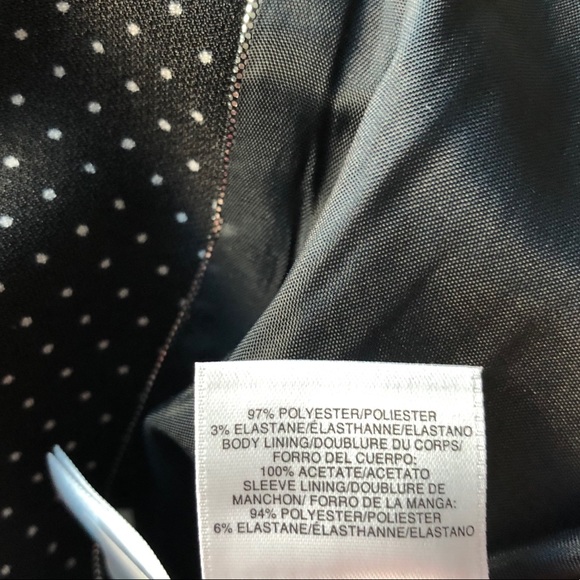 97% POLYESTER/POLIESTER
3% ELASTANE/ÉLASTHANNE/ELASTANO
BODY LINING/DOUBLURE DU CORPS/
FORRO DEL CUERPO:
100% ACETATE/ACETATO
SLEEVE LINING/DOUBLURE DE
MANCHON/ FORRO DE LA MANGA:
94% POLYESTER/POLIESTER
6% ELASTANE/ÉLASTHANNE/ELASTANO